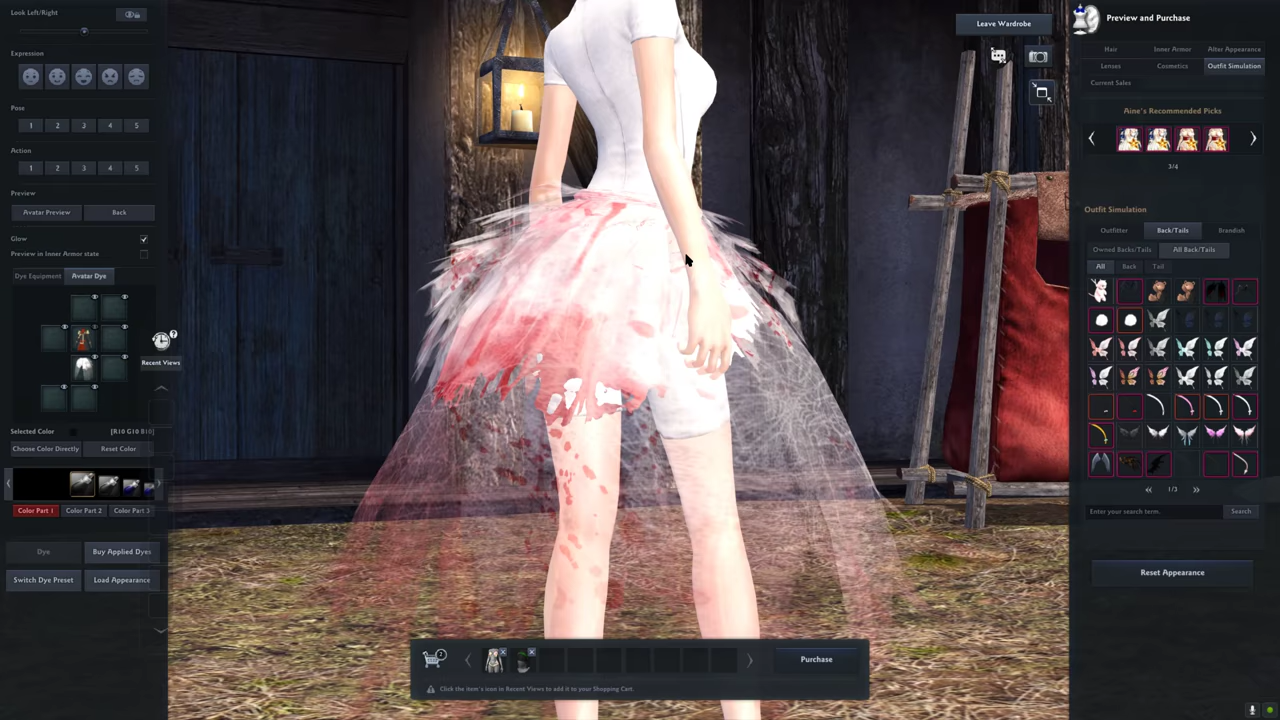 Look Left/Right
Expression
Pose
1 2 3 4 5
Action
1 2 3 4 5
Preview
Avatar Preview Back
Glow
Preview in Inner Armor state
Dye Equipment Avatar Dye
Recent Views
Selected Color [R10 G10 B10]
Choose Color Directly Reset Color
Color Part 1 Color Part 2 Color Part 3
Dye Buy Applied Dyes
Switch Dye Preset Load Appearance
2
Purchase
Click the item's icon in Recent Views to add it to your Shopping Cart.
Leave Wardrobe
Preview and Purchase
Hair Inner Armor Alter Appearance
Lenses Cosmetics Outfit Simulation
Current Sales
Aine's Recommended Picks
3/4
Outfit Simulation
Outfitter Back/Tails Brandish
Owned Backs/Tails All Back/Tails
All Back Tail
1/3
Enter your search term. Search
Reset Appearance